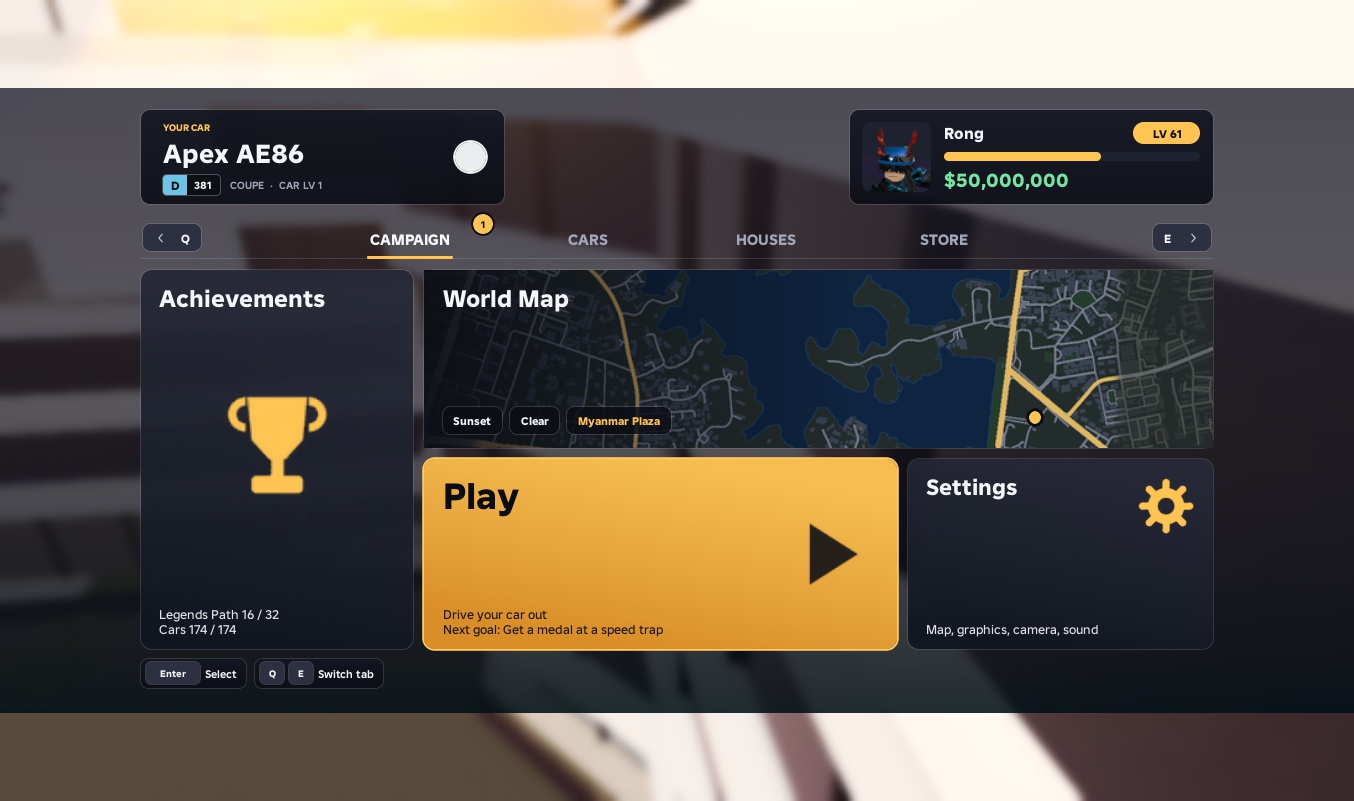 YOUR CAR
Apex AE86
D 381 COUPE · CAR LV 1
Rong
LV 61
$50,000,000
Q
CAMPAIGN
1
CARS
HOUSES
STORE
E
Achievements
Legends Path 16 / 32
Cars 174 / 174
World Map
Sunset
Clear
Myanmar Plaza
Play
Drive your car out
Next goal: Get a medal at a speed trap
Settings
Map, graphics, camera, sound
Enter Select
Q E Switch tab